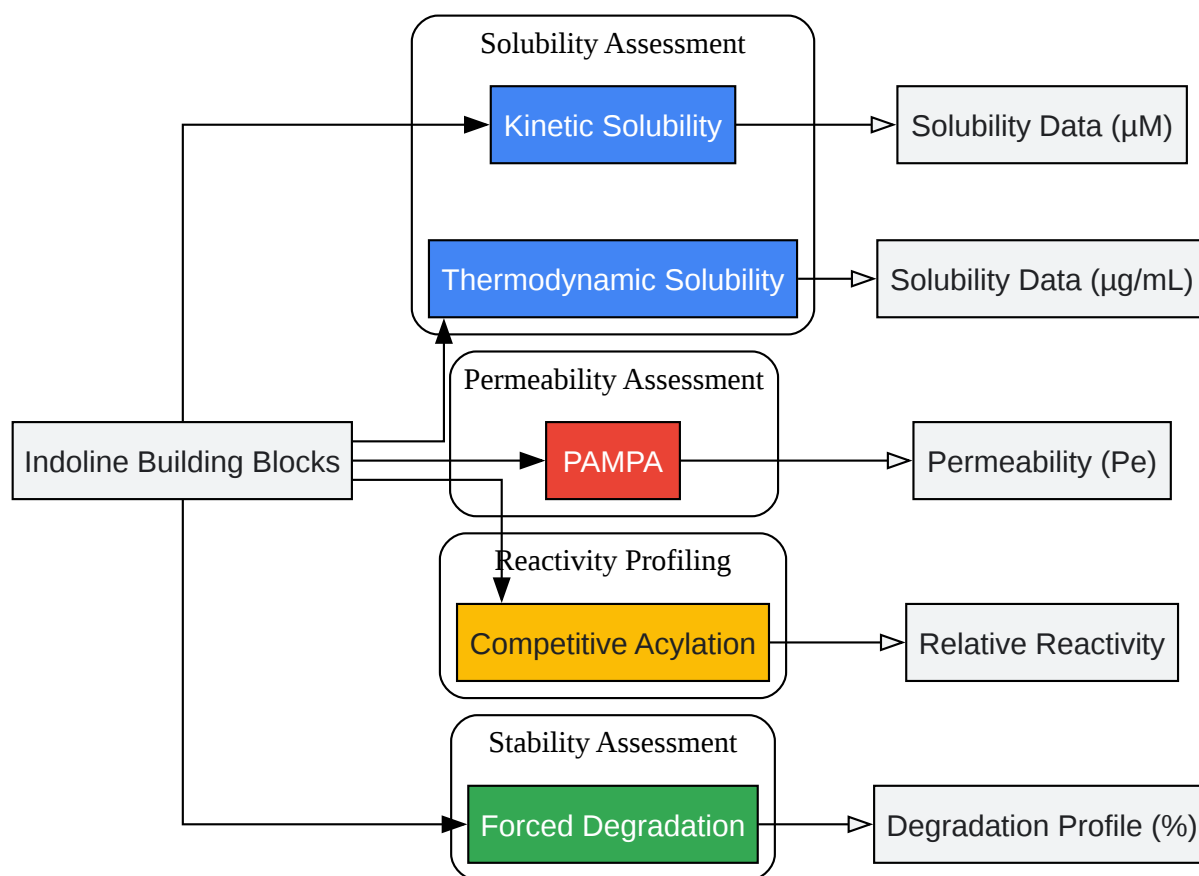 Solubility Assessment
Kinetic Solubility
Solubility Data (µM)
Thermodynamic Solubility
Solubility Data (µg/mL)
Permeability Assessment
Indoline Building Blocks
PAMPA
Permeability (Pe)
Reactivity Profiling
Competitive Acylation
Relative Reactivity
Stability Assessment
Forced Degradation
Degradation Profile (%)